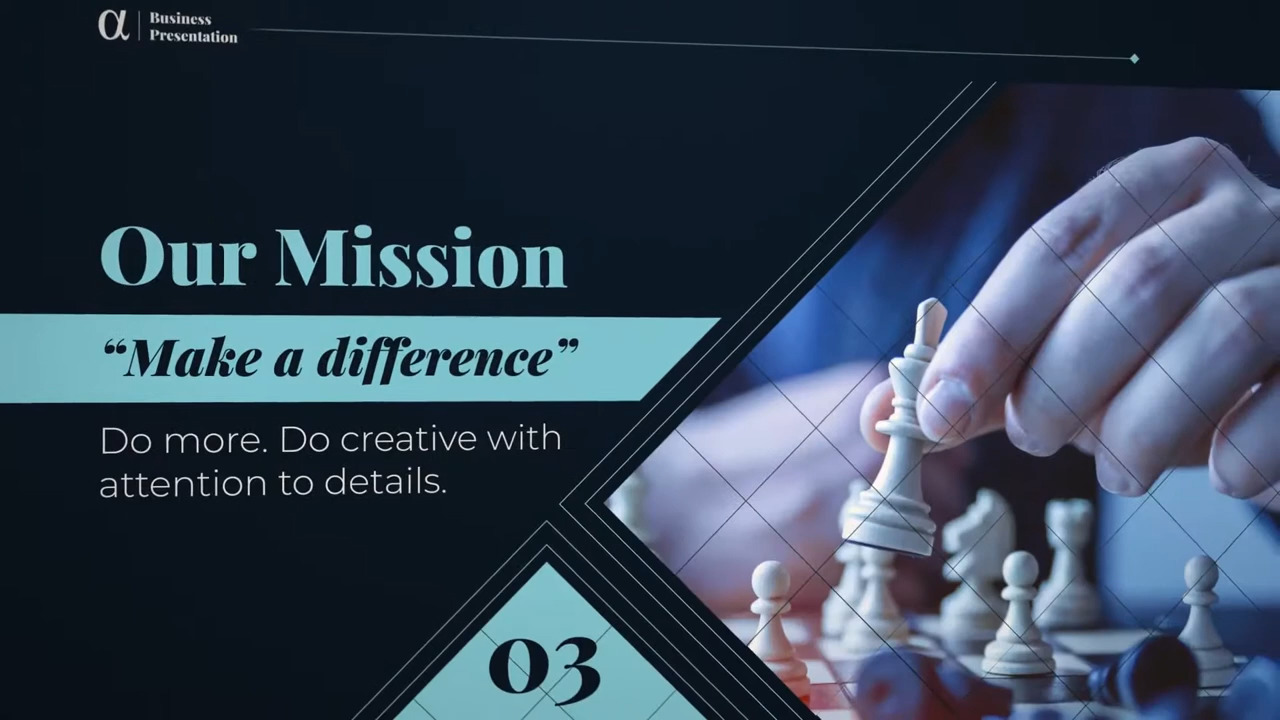 α
Business
Presentation
Our Mission
“Make a difference”
Do more. Do creative with
attention to details.
03